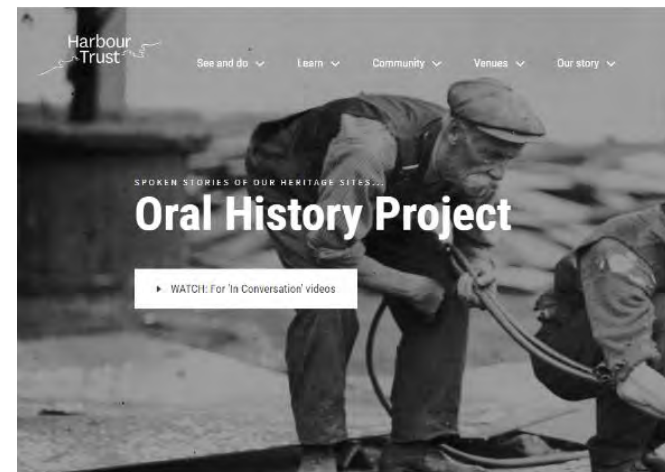 Harbour
Trust
See and do
Learn
Community
Venues
Our story
SPOKEN STORIES OF OUR HERITAGE SITES...
Oral History Project
WATCH: For 'In Conversation' videos